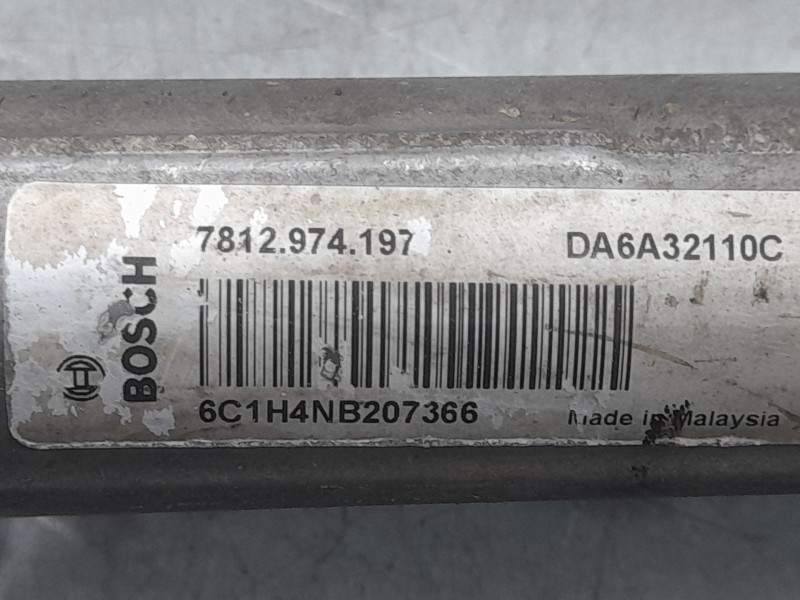 7812.974.197 DA6A32110C
BOSCH
6C1H4NB207366 Made in Malaysia